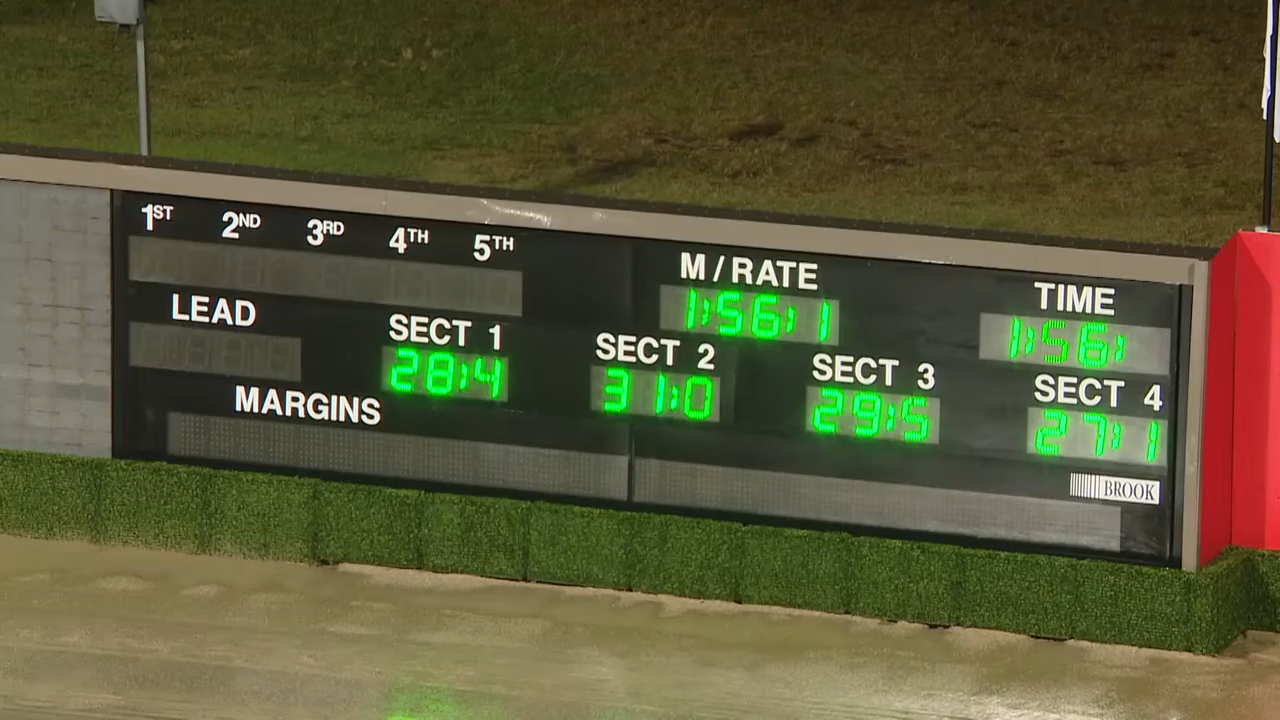 1ST 2ND 3RD 4TH 5TH
M/RATE
TIME
1:56:1
1:56:
LEAD
SECT 1
SECT 2
SECT 3
SECT 4
28:4
31:0
29:5
27:1
MARGINS
BROOK